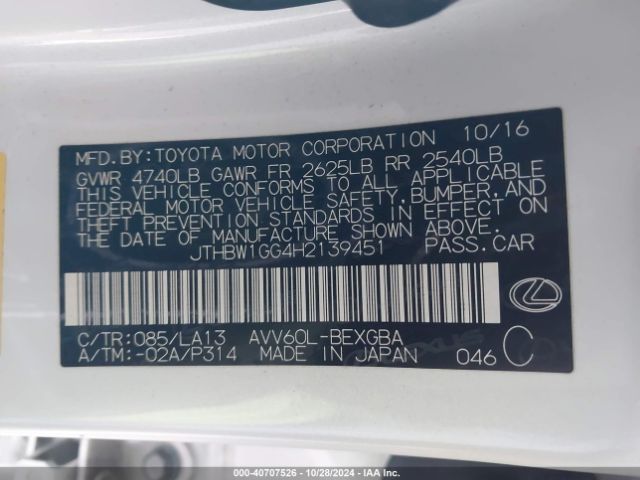 MFD.BY:TOYOTA MOTOR CORPORATION 10/16
GVWR 4740LB GAWR FR 2625LB RR 2540LB
THIS VEHICLE CONFORMS TO ALL APPLICABLE
FEDERAL MOTOR VEHICLE SAFETY,BUMPER,AND
THEFT PREVENTION STANDARDS IN EFFECT ON
THE DATE OF MANUFACTURE SHOWN ABOVE.
JTHBW1GG4H2139451 PASS.CAR
C/TR:085/LA13 AVV60L-BEXGBA
A/TM:-02A/P314 MADE IN JAPAN 046 C
000-40707526 | 10/28/2024 | IAA Inc.